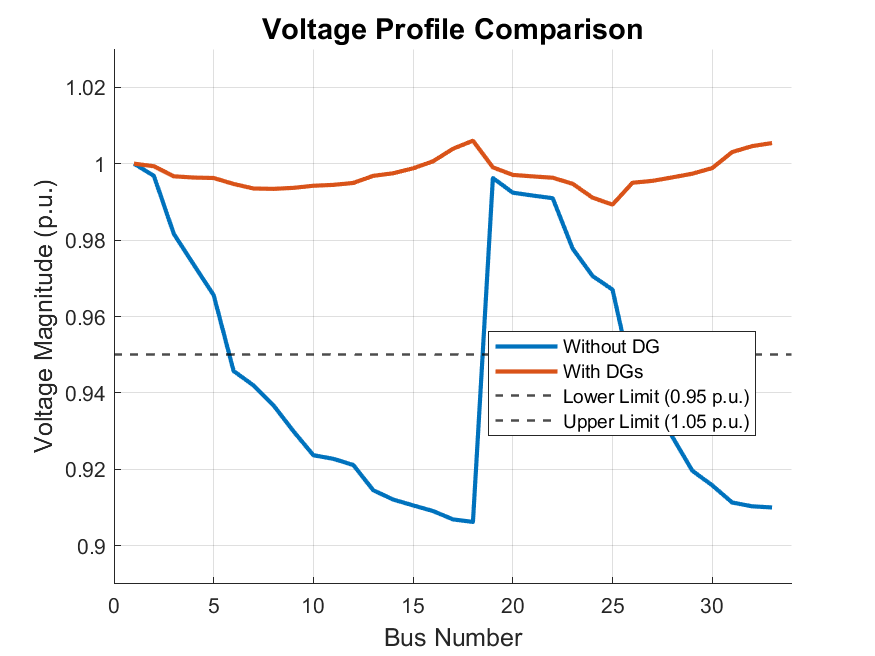 Voltage Profile Comparison
Voltage Magnitude (p.u.)
1.02
1
0.98
0.96
0.94
0.92
0.9
Without DG
With DGs
Lower Limit (0.95 p.u.)
Upper Limit (1.05 p.u.)
0 5 10 15 20 25 30
Bus Number